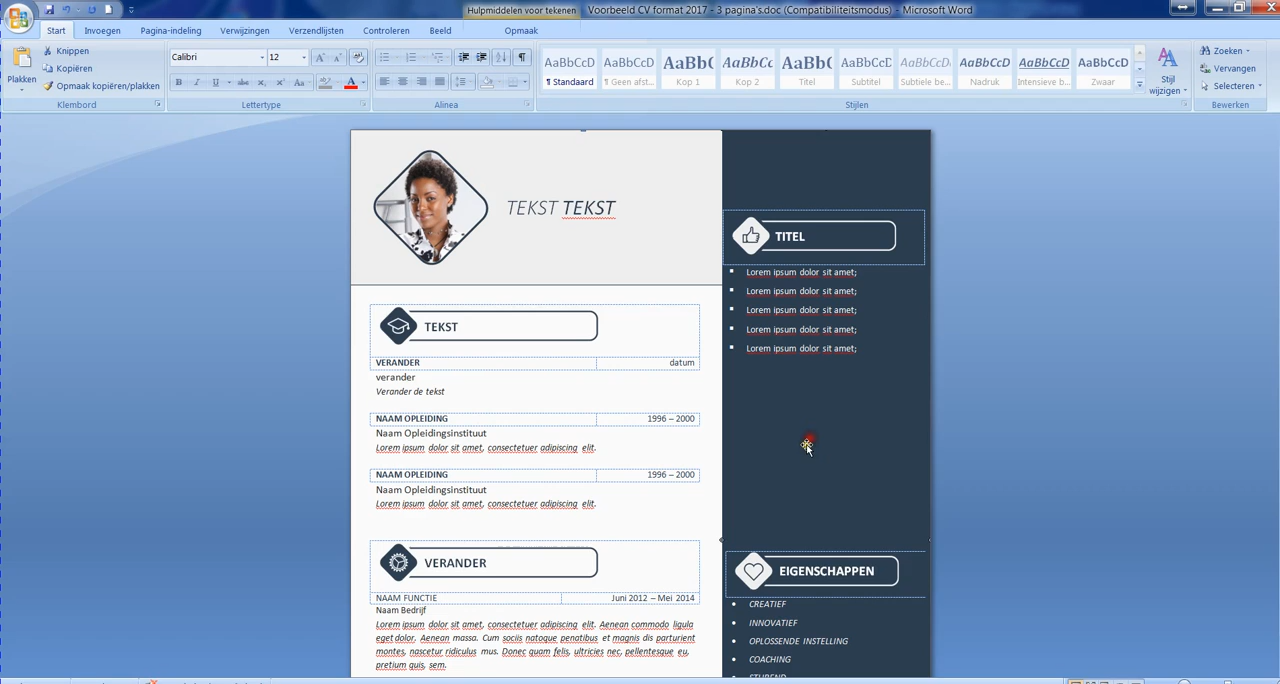 Hulpmiddelen voor tekenen
Voorbeeld CV format 2017 - 3 pagina's.doc (Compatibiliteitsmodus) - Microsoft Word
Start Invoegen Pagina-indeling Verwijzingen Verzendlijsten Controleren Beeld Opmaak
Plakken
Knippen
Kopiëren
Opmaak kopiëren/plakken
Klembord
Calibri 12
Lettertype
Alinea
AaBbCcD AaBbCcD AaBbC AaBbCc AaBbC AaBbCcD AaBbCcD AaBbCcD AaBbCcD AaBbCcD
¶ Standaard ¶ Geen afst... Kop 1 Kop 2 Titel Subtitel Subtiele be... Nadruk Intensieve b... Zwaar
Stijlen
Stijl wijzigen
Zoeken
Vervangen
Selecteren
Bewerken
TEKST TEKST
TEKST
VERANDER datum
verander
Verander de tekst
NAAM OPLEIDING 1996 – 2000
Naam Opleidingsinstituut
Lorem ipsum dolor sit amet, consectetuer adipiscing elit.
NAAM OPLEIDING 1996 – 2000
Naam Opleidingsinstituut
Lorem ipsum dolor sit amet, consectetuer adipiscing elit.
VERANDER
NAAM FUNCTIE Juni 2012 – Mei 2014
Naam Bedrijf
Lorem ipsum dolor sit amet, consectetuer adipiscing elit. Aenean commodo ligula
eget dolor. Aenean massa. Cum sociis natoque penatibus et magnis dis parturient
montes, nascetur ridiculus mus. Donec quam felis, ultricies nec, pellentesque eu,
pretium quis, sem.
TITEL
Lorem ipsum dolor sit amet;
Lorem ipsum dolor sit amet;
Lorem ipsum dolor sit amet;
Lorem ipsum dolor sit amet;
Lorem ipsum dolor sit amet;
EIGENSCHAPPEN
CREATIEF
INNOVATIEF
OPLOSSENDE INSTELLING
COACHING